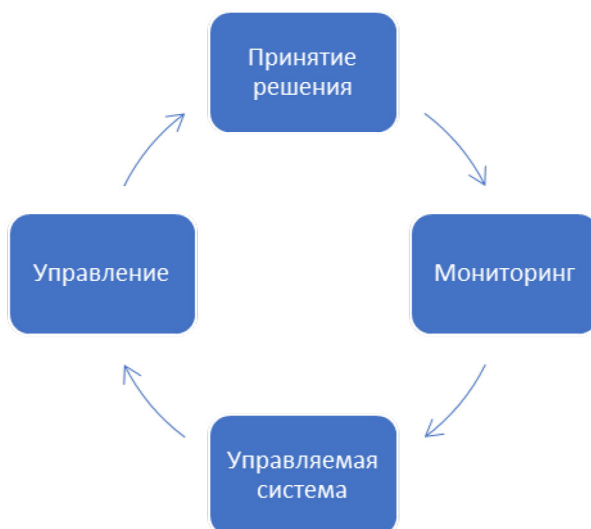 Принятие
решения
Управление
Мониторинг
Управляемая
система